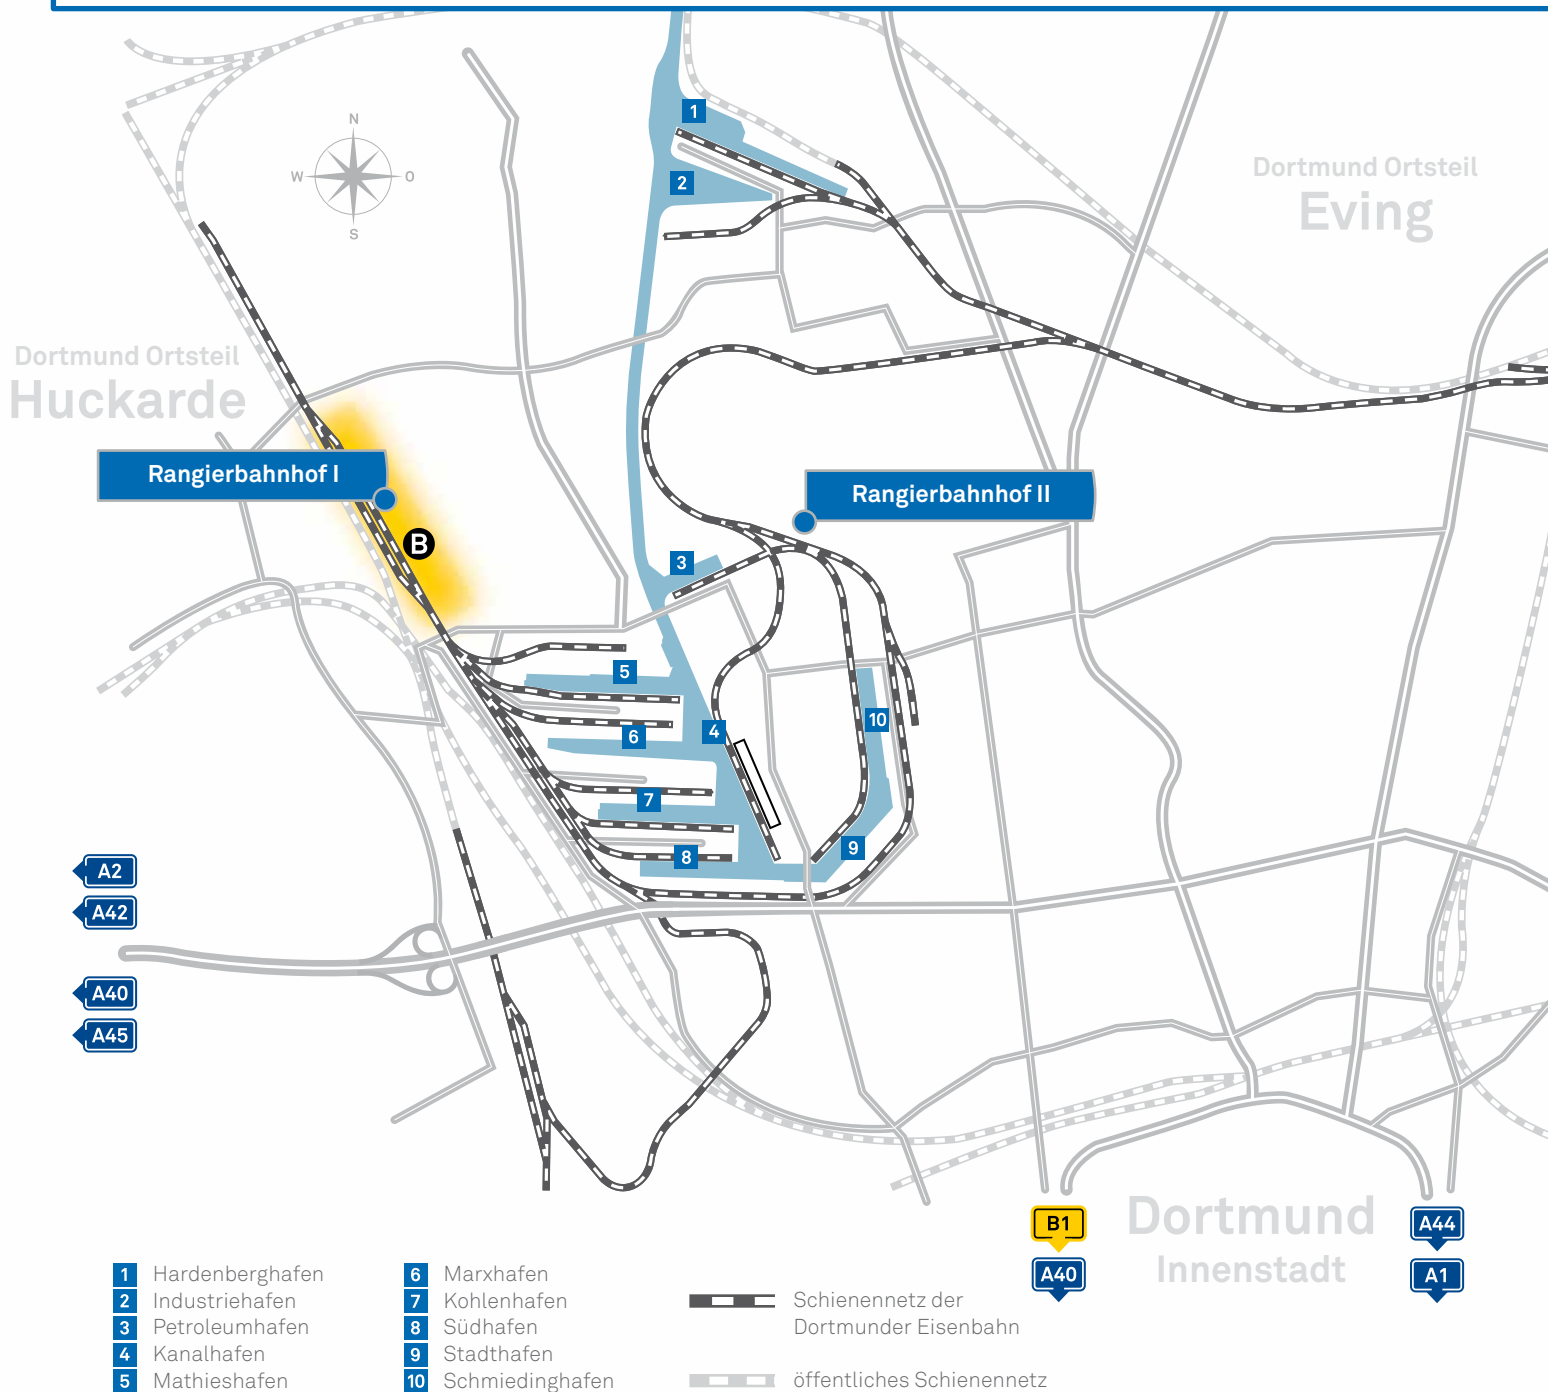 N
W
O
S
1
2
Dortmund Ortsteil
Eving
Dortmund Ortsteil
Huckarde
Rangierbahnhof I
B
Rangierbahnhof II
3
5
4
6
10
7
9
8
A2
A42
A40
A45
B1
A40
Dortmund
Innenstadt
A44
A1
1 Hardenberghafen
2 Industriehafen
3 Petroleumhafen
4 Kanalhafen
5 Mathieshafen
6 Marxhafen
7 Kohlenhafen
8 Südhafen
9 Stadthafen
10 Schmiedinghafen
Schienennetz der
Dortmunder Eisenbahn
öffentliches Schienennetz